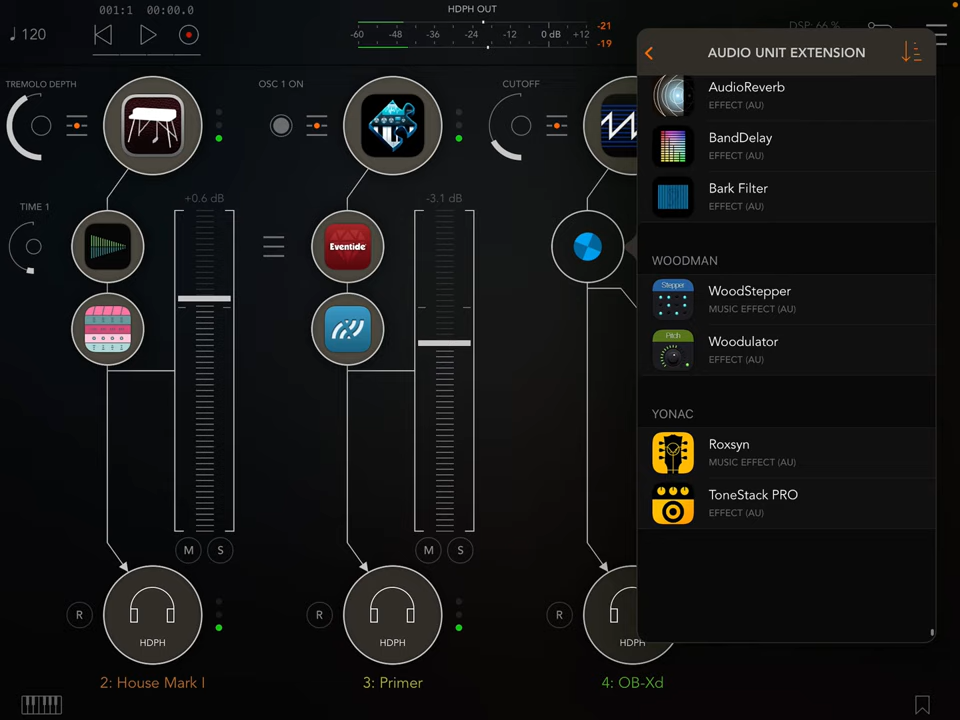 001:1 00:00.0
HDPH OUT
♩120
-60 -48 -36 -24 -12 0 dB +12
-21
-19
DSP: 66 %
AUDIO UNIT EXTENSION
TREMOLO DEPTH
OSC 1 ON
CUTOFF
AudioReverb
EFFECT (AU)
BandDelay
EFFECT (AU)
Bark Filter
EFFECT (AU)
TIME 1
+0.6 dB
-3.1 dB
Eventide
WOODMAN
Stepper
WoodStepper
MUSIC EFFECT (AU)
Pitch
Woodulator
EFFECT (AU)
YONAC
Roxsyn
MUSIC EFFECT (AU)
ToneStack PRO
EFFECT (AU)
M S
M S
R
HDPH
R
HDPH
R
HDPH
2: House Mark I
3: Primer
4: OB-Xd